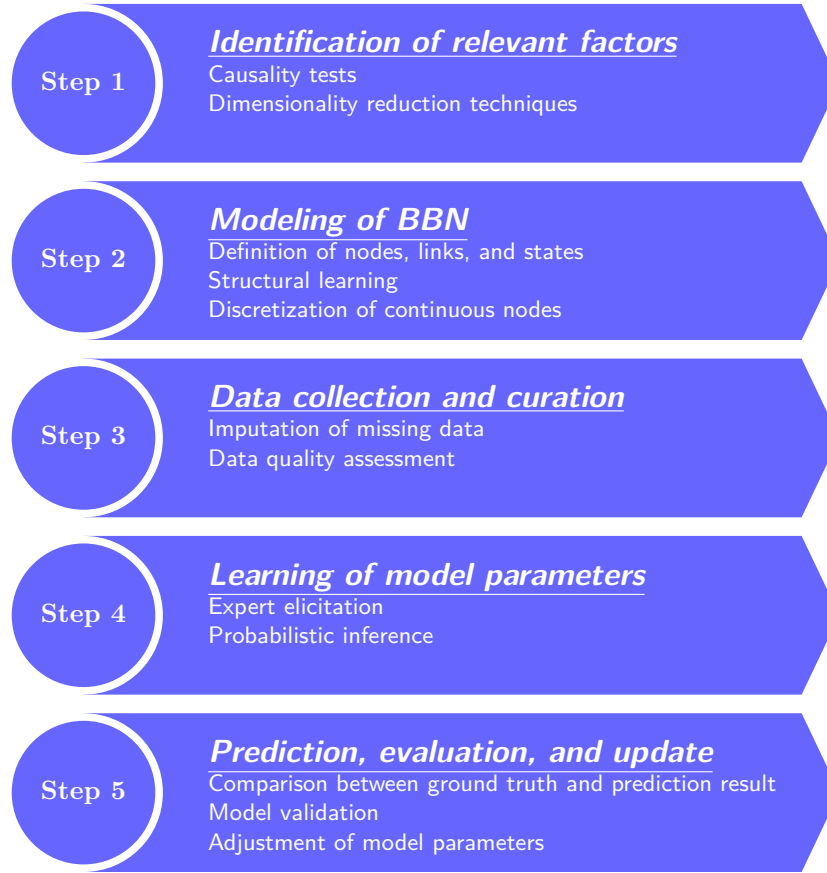 Step 1
Identification of relevant factors
Causality tests
Dimensionality reduction techniques
Step 2
Modeling of BBN
Definition of nodes, links, and states
Structural learning
Discretization of continuous nodes
Step 3
Data collection and curation
Imputation of missing data
Data quality assessment
Step 4
Learning of model parameters
Expert elicitation
Probabilistic inference
Step 5
Prediction, evaluation, and update
Comparison between ground truth and prediction result
Model validation
Adjustment of model parameters